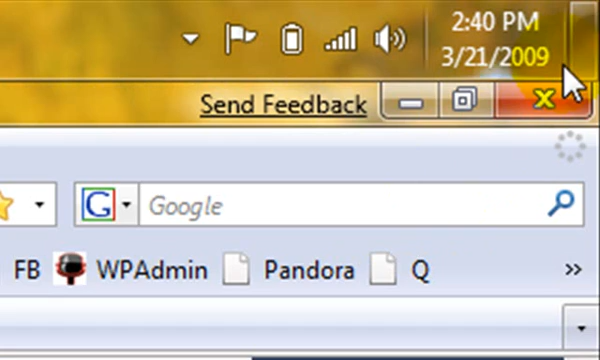 2:40 PM
3/21/2009
Send Feedback
G Google
FB WPAdmin Pandora Q »